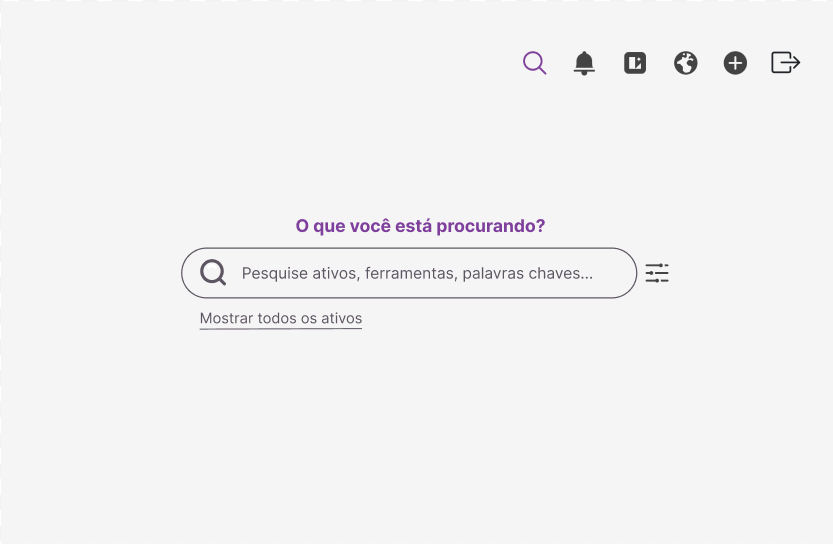 O que você está procurando?
Pesquise ativos, ferramentas, palavras chaves...
Mostrar todos os ativos